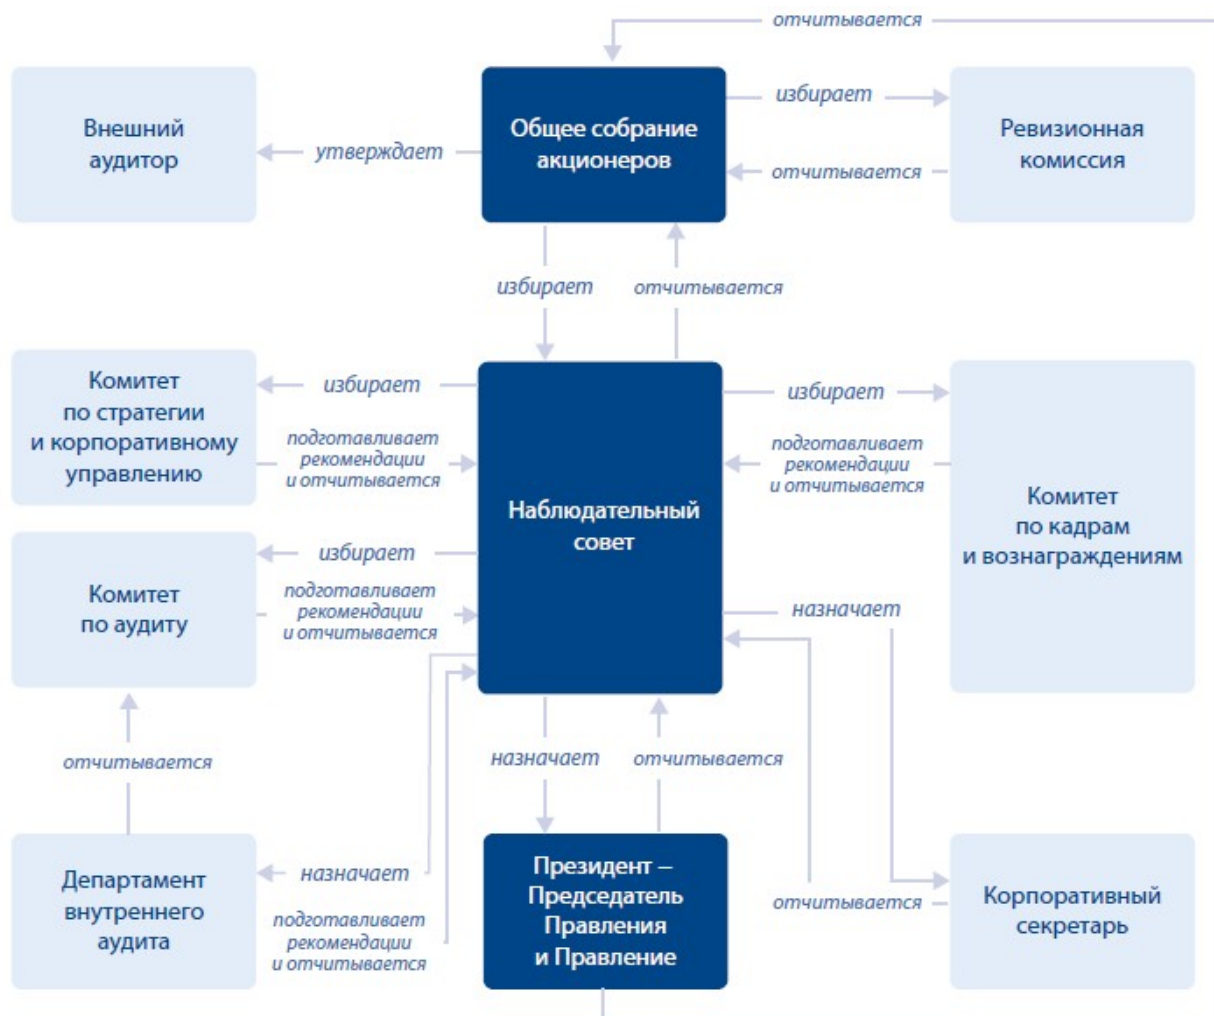 отчитывается
Внешний
аудитор
утверждает
Общее собрание
акционеров
избирает
отчитывается
Ревизионная
комиссия
избирает
отчитывается
Комитет
по стратегии
и корпоративному
управлению
избирает
подготавливает
рекомендации
и отчитывается
Наблюдательный
совет
избирает
подготавливает
рекомендации
и отчитывается
Комитет
по кадрам
и вознаграждениям
Комитет
по аудиту
избирает
подготавливает
рекомендации
и отчитывается
назначает
отчитывается
назначает
отчитывается
Департамент
внутреннего
аудита
назначает
подготавливает
рекомендации
и отчитывается
Президент –
Председатель
Правления
и Правление
отчитывается
Корпоративный
секретарь